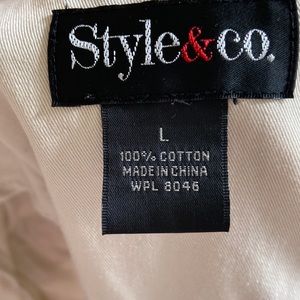 Style&co.
L
100% COTTON
MADE IN CHINA
WPL 8046